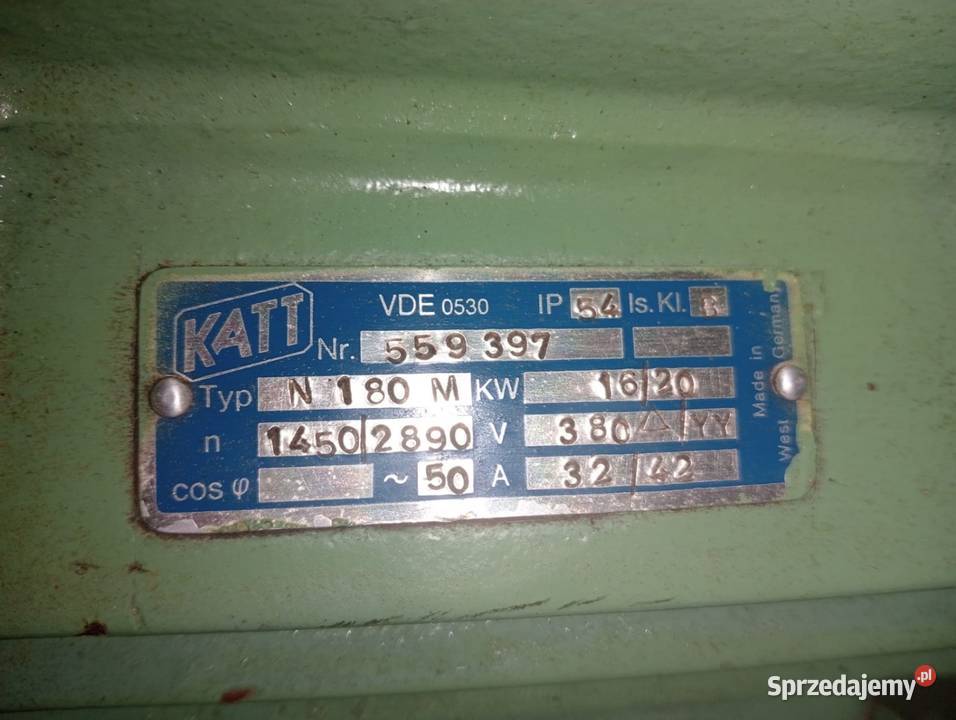 KATT VDE 0530 IP 54 Is. Kl. B
Nr. 559 397
Typ N 180 M KW 16/20
n 1450/2890 V 380 △/YY
cos φ ~ 50 A 32/42
Made in
West Germany
Sprzedajemy.pl